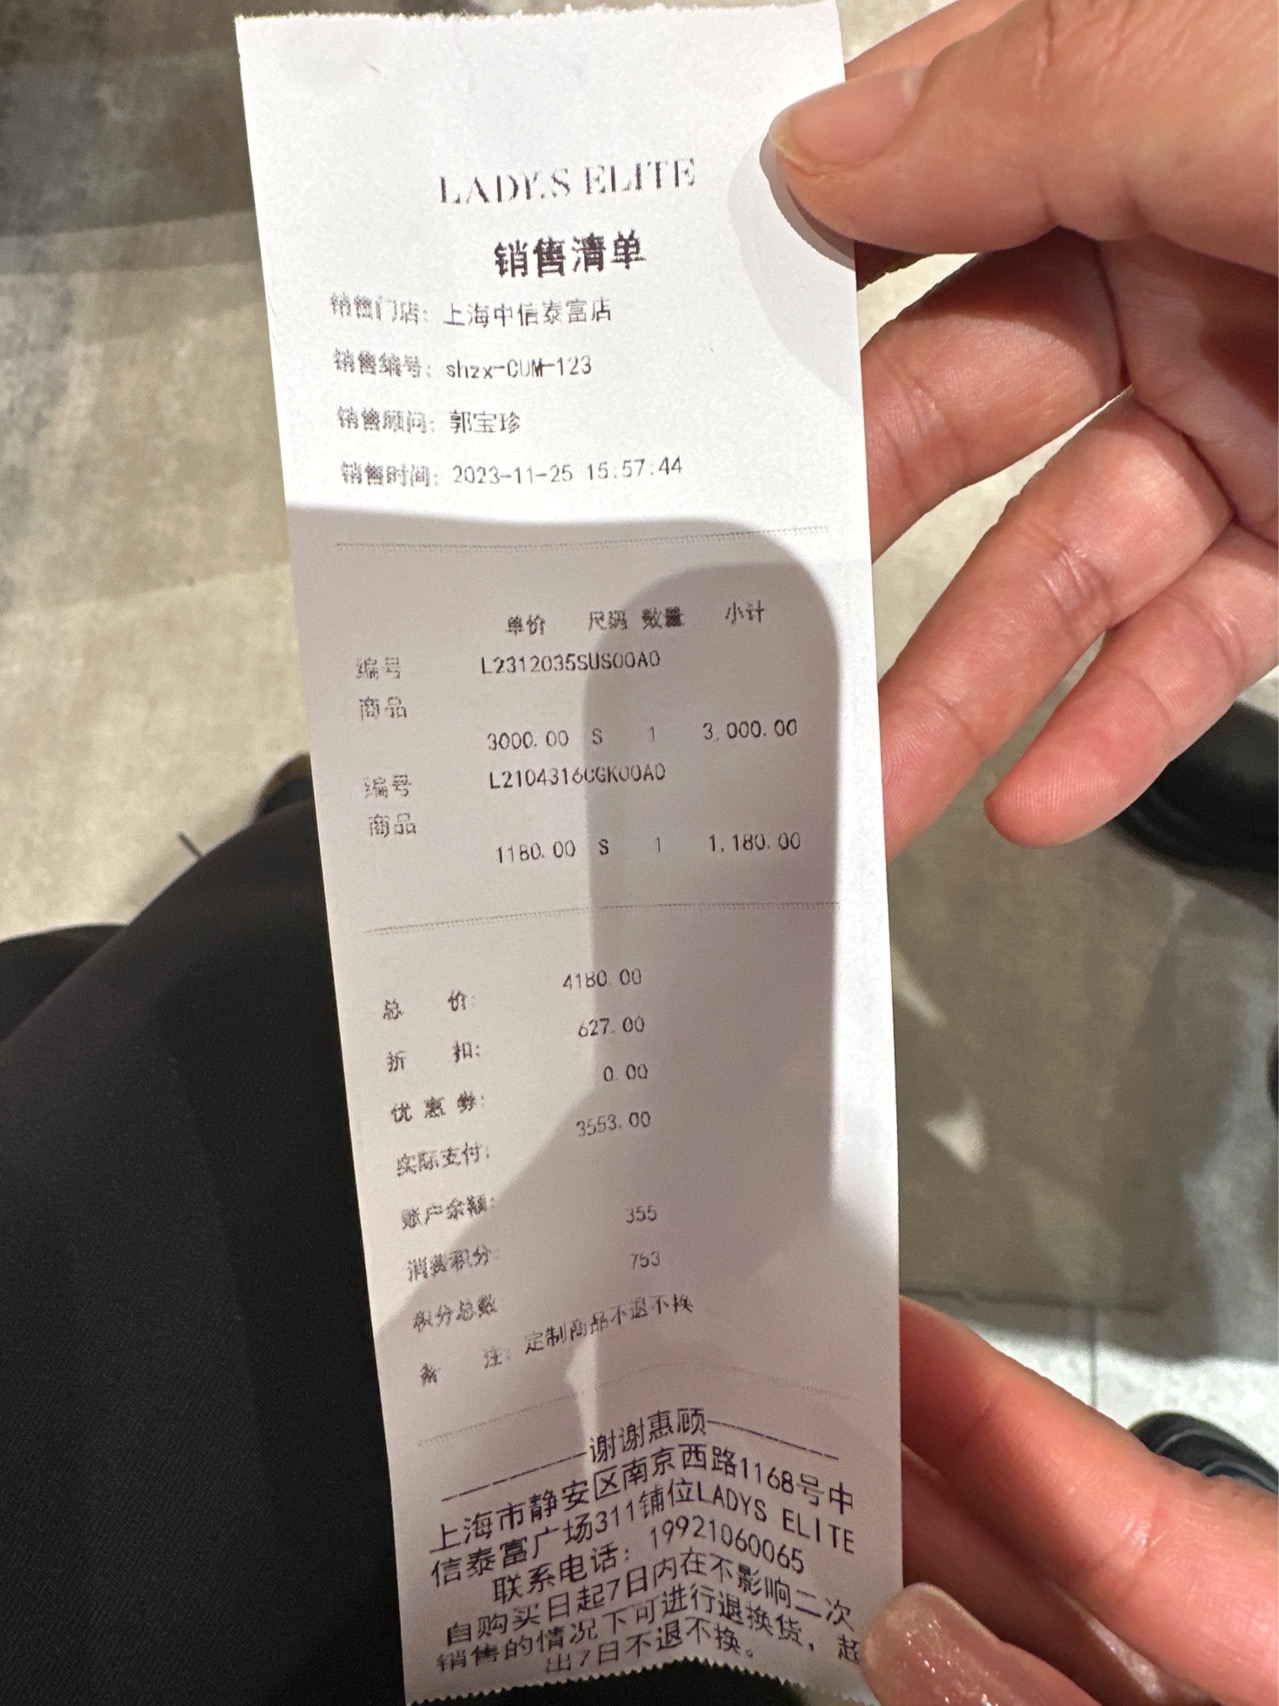 LADYS ELITE
销售清单
销售门店: 上海中信泰富店
销售编号: shzx-CUM-123
销售顾问: 郭宝珍
销售时间: 2023-11-25 15:57:44
单价 尺码 数量 小计
编号 L2312035SUS00A0
商品
3000.00 S 1 3,000.00
编号 L2104316CGK00A0
商品
1180.00 S 1 1,180.00
总价: 4180.00
折扣: 627.00
优惠券: 0.00
实际支付: 3553.00
账户余额:
消费积分: 355
积分总数: 753
备注: 定制商品不退不换
----------谢谢惠顾----------
上海市静安区南京西路1168号中
信泰富广场311铺位LADYS ELITE
联系电话: 19921060065
自购买日起7日内在不影响二次
销售的情况下可进行退换货, 超
出7日不退不换。